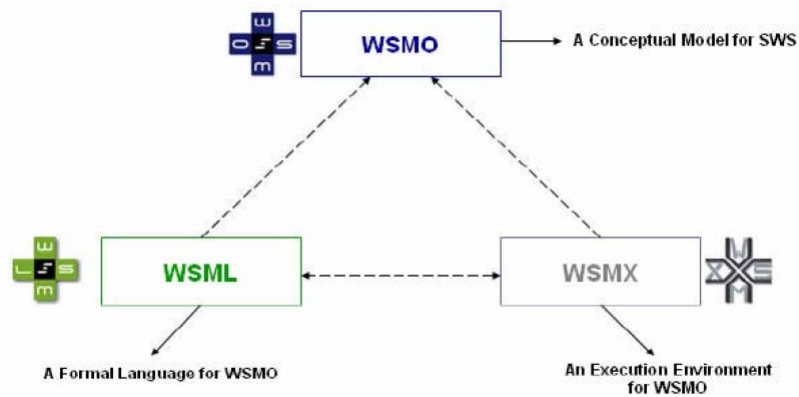 W
O S S
M
WSMO
A Conceptual Model for SWS
W
L S S
M
WSML
WSMX
W
X X S
M
A Formal Language for WSMO
An Execution Environment
for WSMO